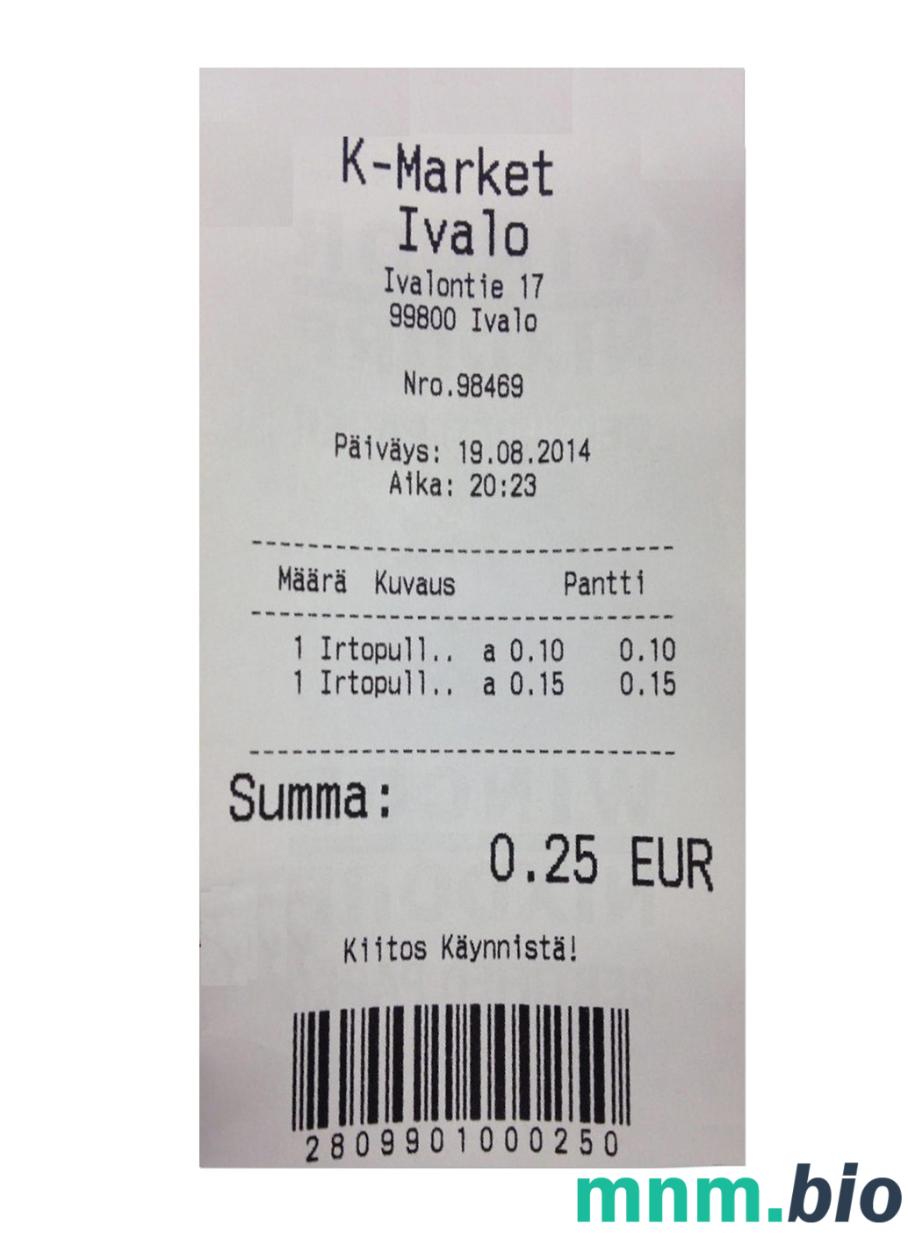 K-Market
Ivalo
Ivalontie 17
99800 Ivalo
Nro.98469
Päiväys: 19.08.2014
Aika: 20:23
Määrä Kuvaus Pantti
1 Irtopull.. a 0.10 0.10
1 Irtopull.. a 0.15 0.15
Summa:
0.25 EUR
Kiitos Käynnistä!
2809901000250
mnm.bio